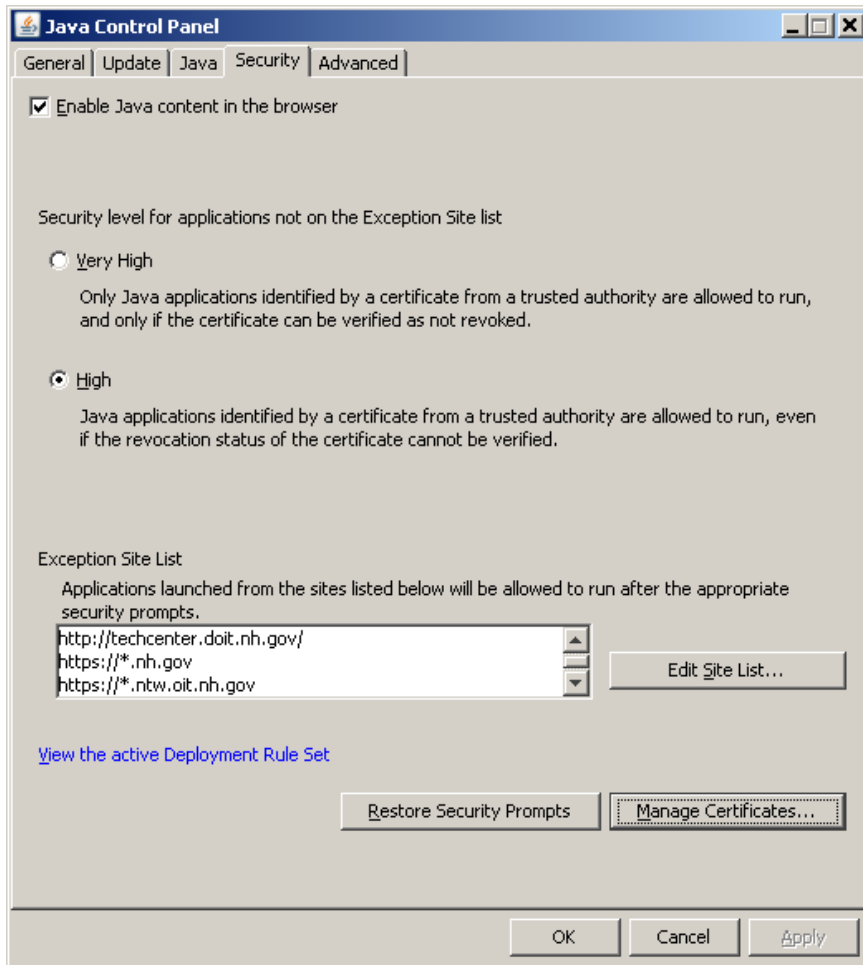 Java Control Panel
General Update Java Security Advanced
Enable Java content in the browser
Security level for applications not on the Exception Site list
Very High
Only Java applications identified by a certificate from a trusted authority are allowed to run,
and only if the certificate can be verified as not revoked.
High
Java applications identified by a certificate from a trusted authority are allowed to run, even
if the revocation status of the certificate cannot be verified.
Exception Site List
Applications launched from the sites listed below will be allowed to run after the appropriate
security prompts.
http://techcenter.doit.nh.gov/
https://*.nh.gov
https://*.ntw.oit.nh.gov
Edit Site List...
View the active Deployment Rule Set
Restore Security Prompts Manage Certificates...
OK Cancel Apply